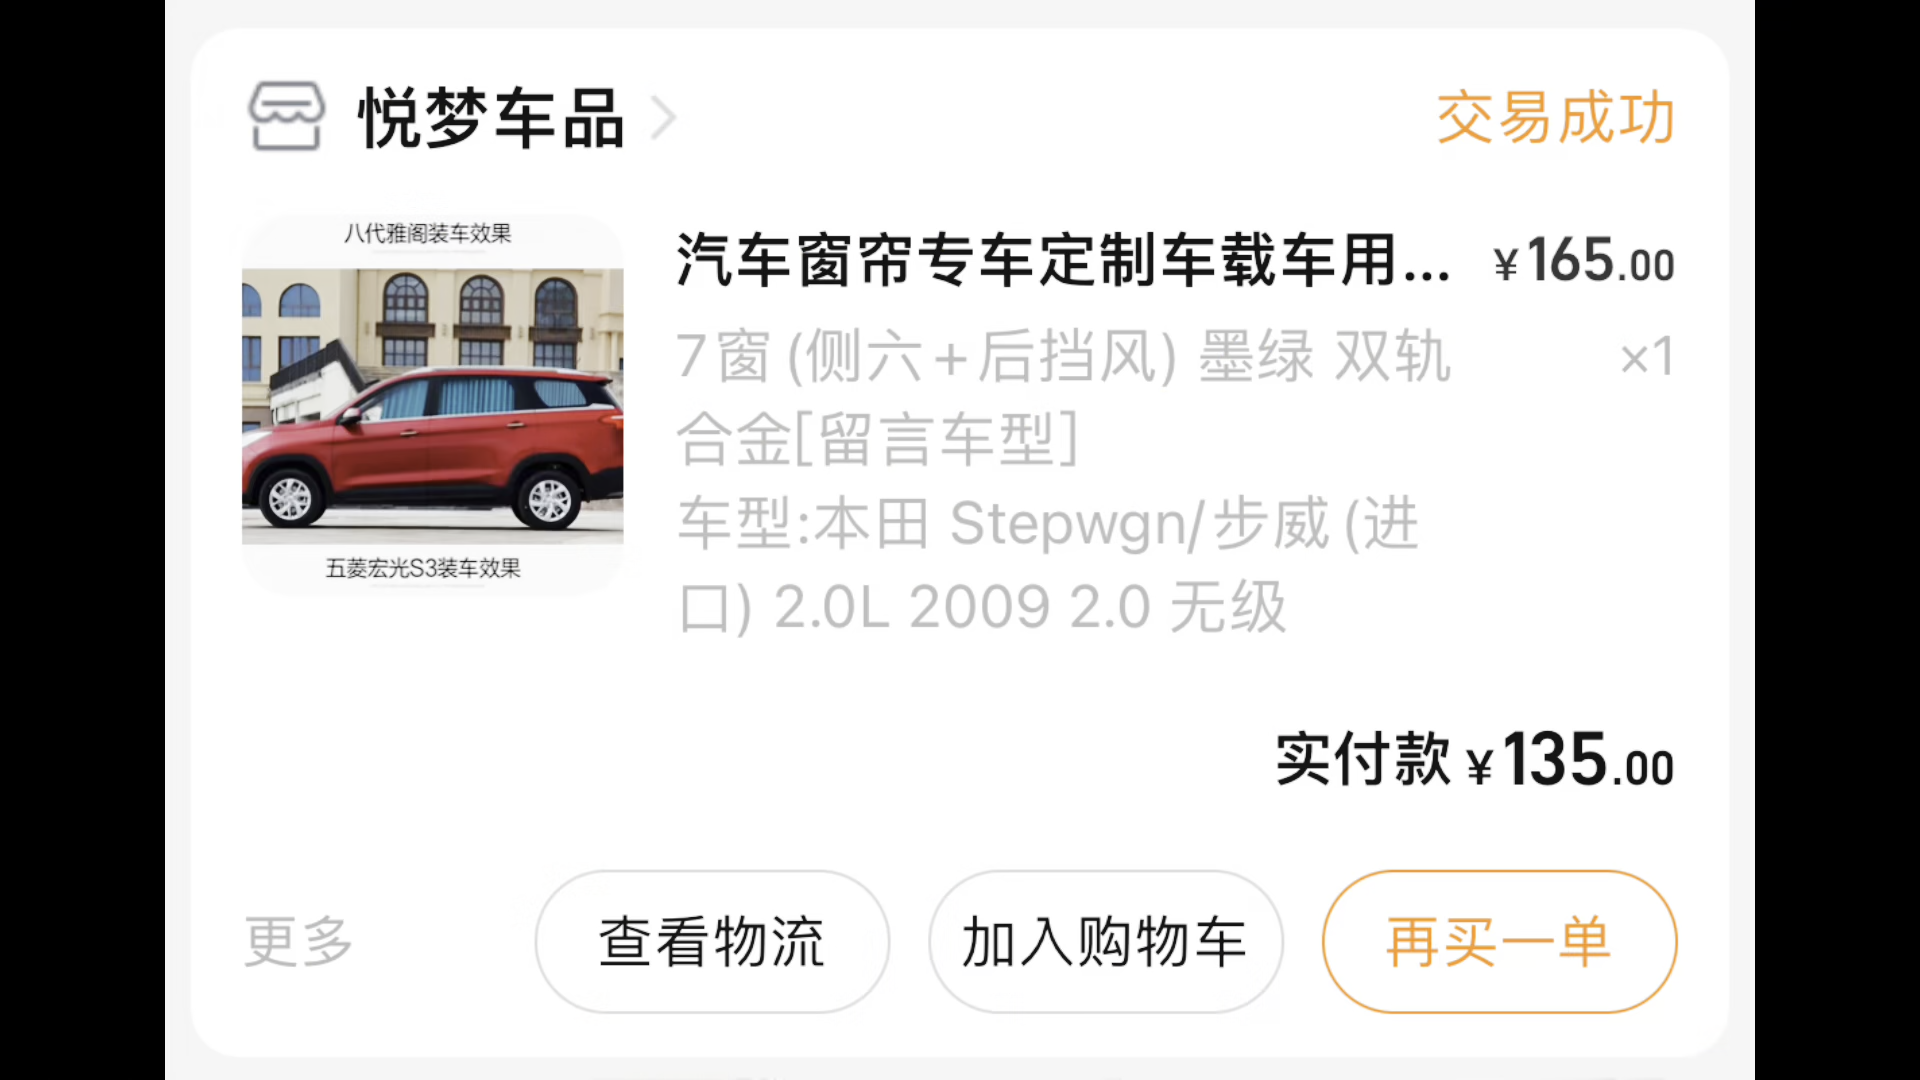 悦梦车品
交易成功
八代雅阁装车效果
五菱宏光S3装车效果
汽车窗帘专车定制车载车用...
¥165.00
7窗(侧六+后挡风) 墨绿 双轨
×1
合金[留言车型]
车型:本田 Stepwgn/步威(进
口) 2.0L 2009 2.0 无级
实付款¥135.00
更多
查看物流
加入购物车
再买一单